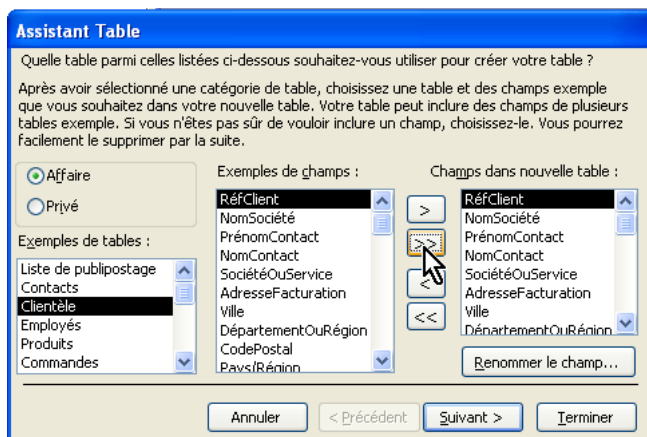 Assistant Table
Quelle table parmi celles listées ci-dessous souhaitez-vous utiliser pour créer votre table ?
Après avoir sélectionné une catégorie de table, choisissez une table et des champs exemple
que vous souhaitez dans votre nouvelle table. Votre table peut inclure des champs de plusieurs
tables exemple. Si vous n'êtes pas sûr de vouloir inclure un champ, choisissez-le. Vous pourrez
facilement le supprimer par la suite.
Affaire
Privé
Exemples de tables :
Liste de publipostage
Contacts
Clientèle
Employés
Produits
Commandes
Exemples de champs :
RéfClient
NomSociété
PrénomContact
NomContact
SociétéOuService
AdresseFacturation
Ville
DépartementOuRégion
CodePostal
Pays/Région
>
>>
<
<<
Champs dans nouvelle table :
RéfClient
NomSociété
PrénomContact
NomContact
SociétéOuService
AdresseFacturation
Ville
DépartementOuRégion
Renommer le champ...
Annuler
< Précédent
Suivant >
Terminer